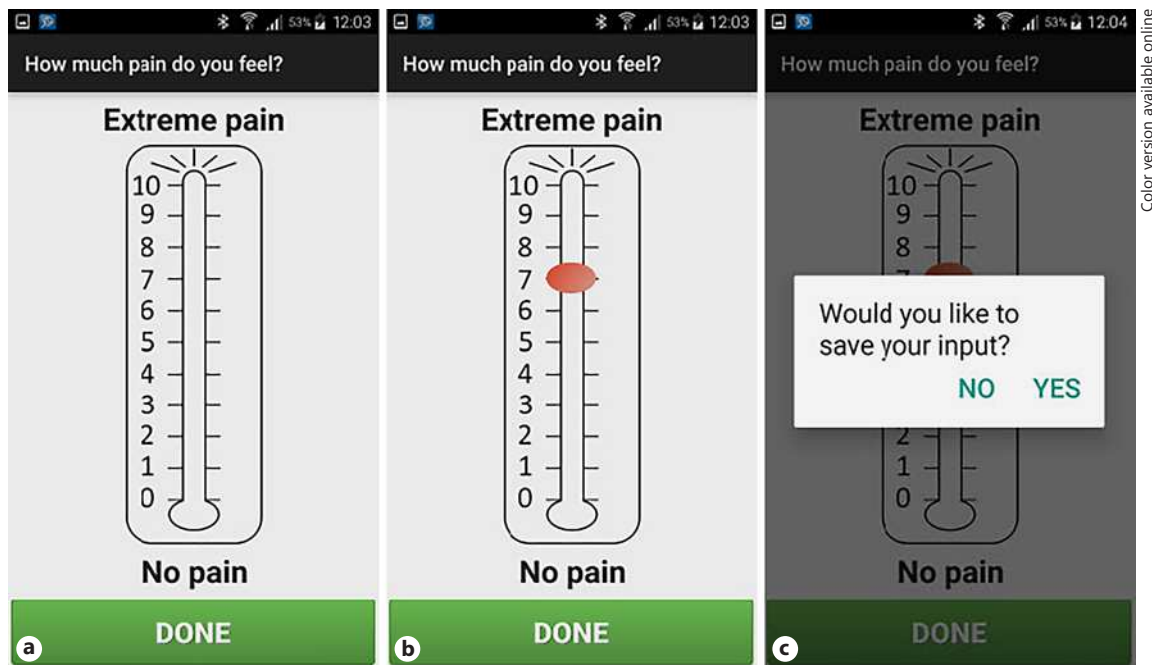 53% 12:03
How much pain do you feel?
Extreme pain
10
9
8
7
6
5
4
3
2
1
0
No pain
DONE
a
53% 12:03
How much pain do you feel?
Extreme pain
10
9
8
7
6
5
4
3
2
1
0
No pain
DONE
b
53% 12:04
How much pain do you feel?
Extreme pain
10
9
8
7
Would you like to
save your input?
NO YES
2
1
0
No pain
DONE
c
Color version available online